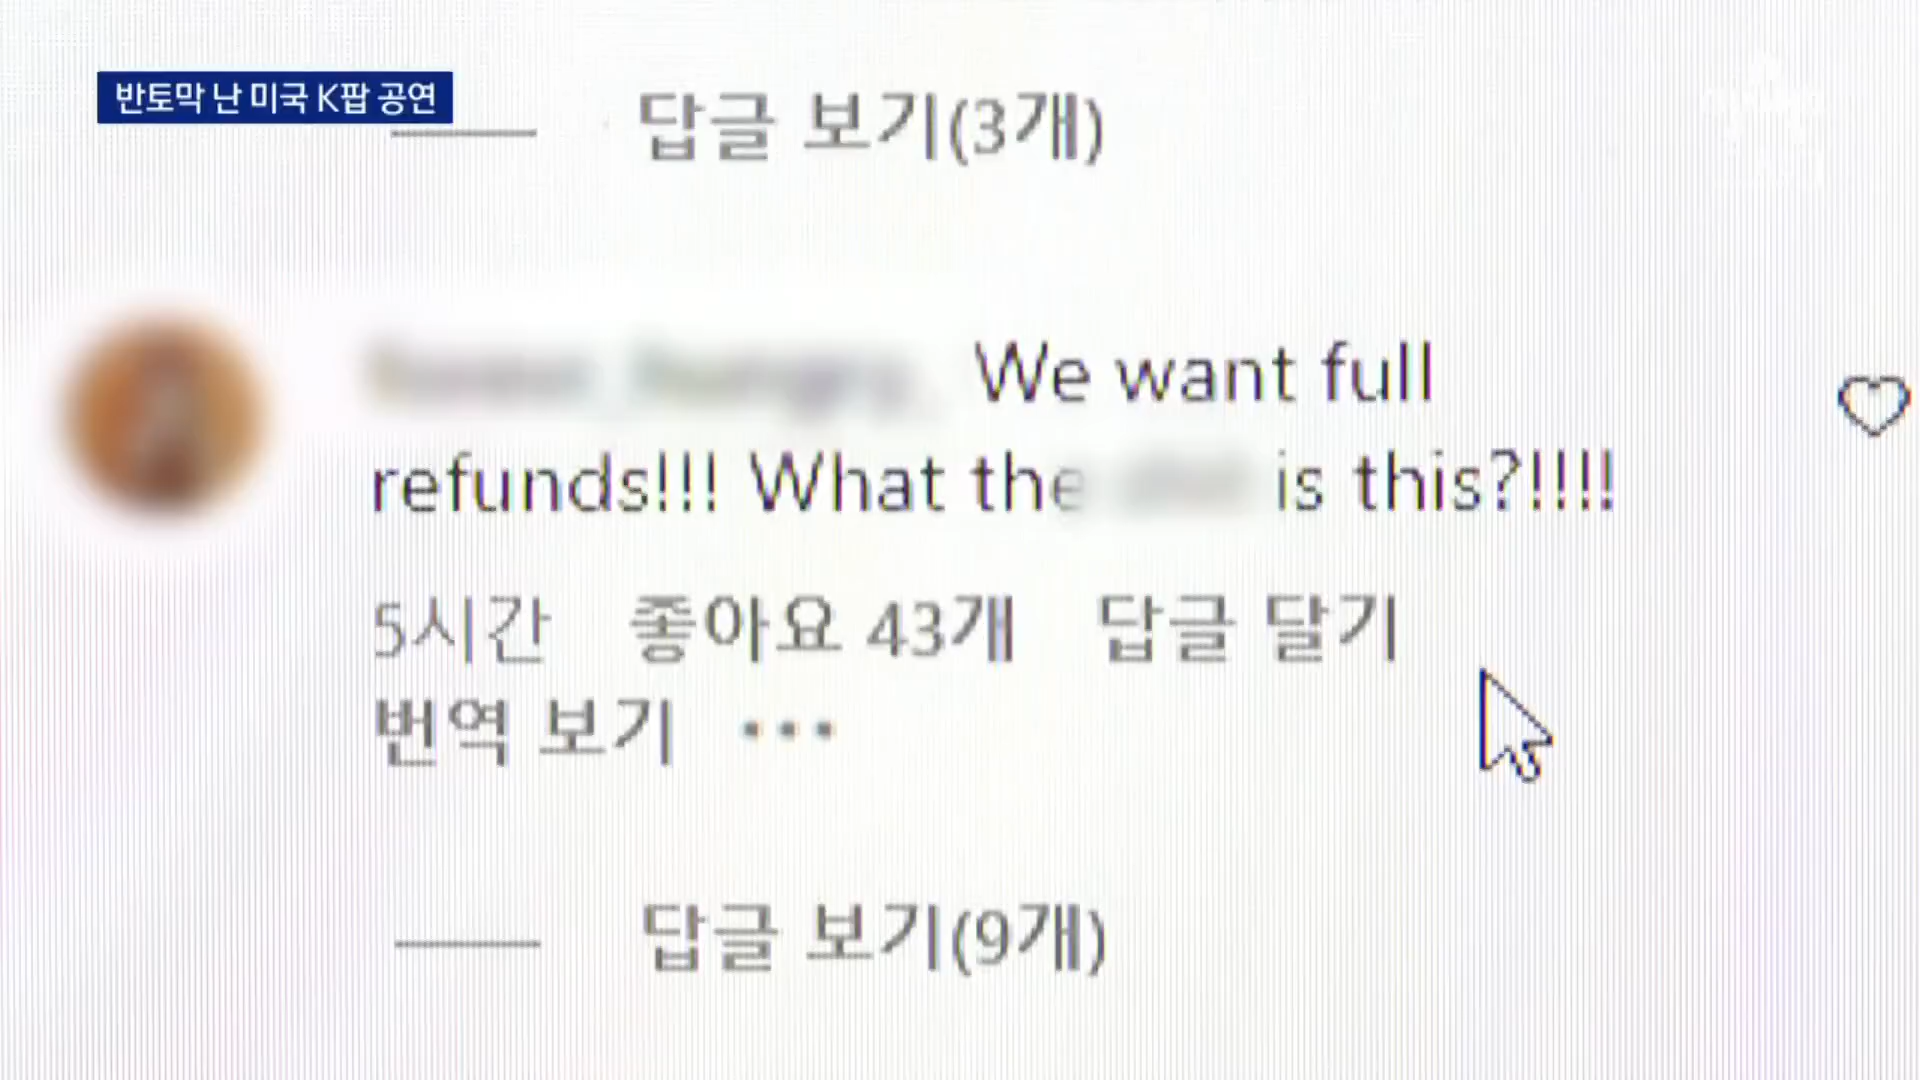 반토막 난 미국 K팝 공연
답글 보기(3개)
We want full
refunds!!! What the is this?!!!!
5시간 좋아요 43개 답글 달기
번역 보기 •••
답글 보기(9개)